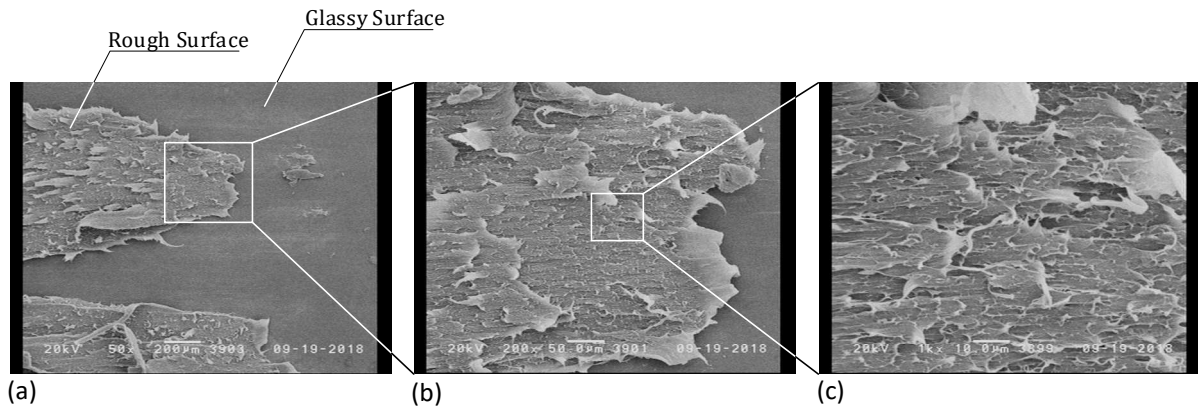 Glassy Surface
Rough Surface
20kV 50x 200µm 3903 09-19-2018
20kV 200x 50.0µm 3901 09-19-2018
20kV 1kx 10.0µm 3899 09-19-2018
(a)
(b)
(c)